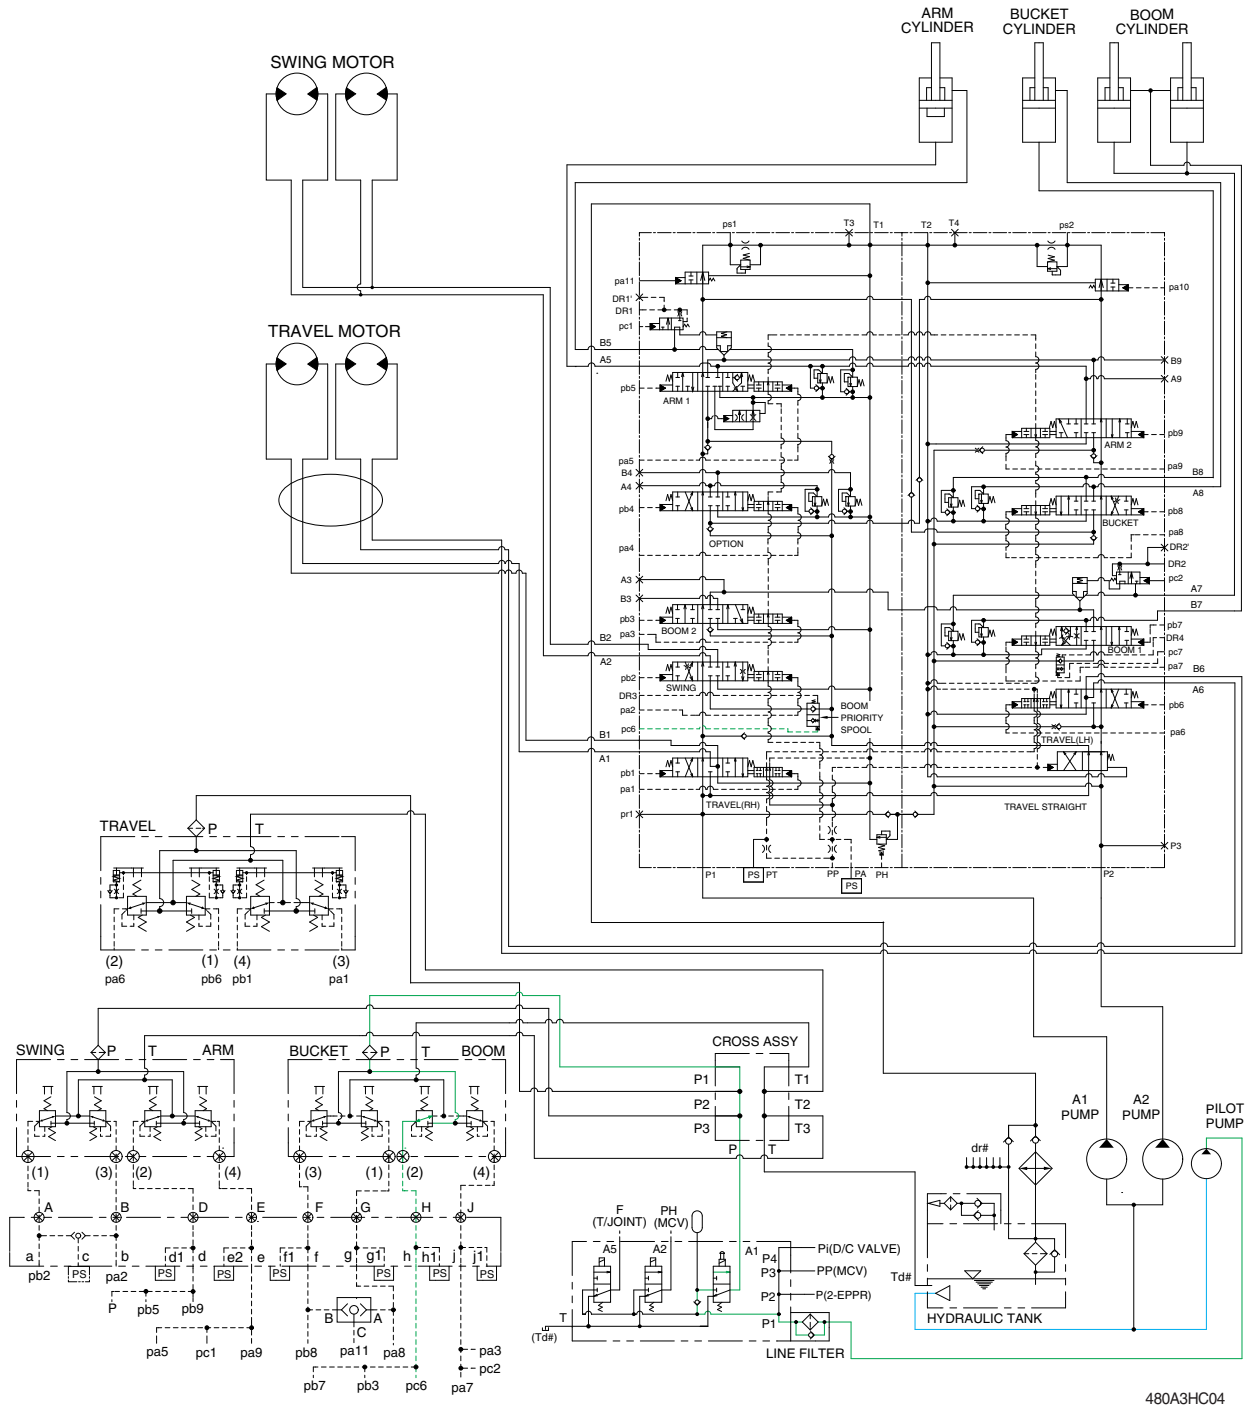 ARM
CYLINDER
BUCKET
CYLINDER
BOOM
CYLINDER
SWING MOTOR
TRAVEL MOTOR
ps1
T3
T1
T2
T4
ps2
pa11
DR1'
DR1
pc1
B5
A5
pb5
ARM 1
pa5
B4
A4
pb4
OPTION
pa4
A3
B3
pb3
BOOM 2
pa3
B2
A2
pb2
SWING
DR3
pa2
pc6
BOOM
PRIORITY
SPOOL
B1
A1
pb1
pa1
TRAVEL(RH)
pr1
pa10
B9
A9
pb9
ARM 2
pa9
B8
A8
pb8
BUCKET
pa8
DR2'
DR2
pc2
A7
B7
pb7
BOOM 1
DR4
pc7
pa7
B6
A6
pb6
pa6
TRAVEL(LH)
TRAVEL STRAIGHT
P3
P1
PS
PT
PP
PA
PS
PH
P2
TRAVEL
P
T
(2)
(1)
(4)
(3)
pa6
pb6
pb1
pa1
SWING
P
T
ARM
BUCKET
P
T
BOOM
(1)
(3)
(2)
(4)
(3)
(1)
(2)
(4)
A
B
D
E
F
G
H
J
a
c
b
d1
d
e2
e
f1
f
g
g1
h
h1
j
j1
pb2
PS
pa2
PS
PS
PS
PS
PS
PS
P
pb5
pb9
pa5
pc1
pa9
B
A
C
pb8
pa11
pa8
pb7
pb3
pc6
pa7
pa3
pc2
CROSS ASSY
P1
T1
P2
T2
P3
T3
P
T
F
(T/JOINT)
PH
(MCV)
A5
A2
A1
P4
P3
P2
P1
Pi(D/C VALVE)
PP(MCV)
P(2-EPPR)
T
(Td#)
LINE FILTER
A1
PUMP
A2
PUMP
PILOT
PUMP
dr#
Td#
HYDRAULIC TANK
480A3HC04